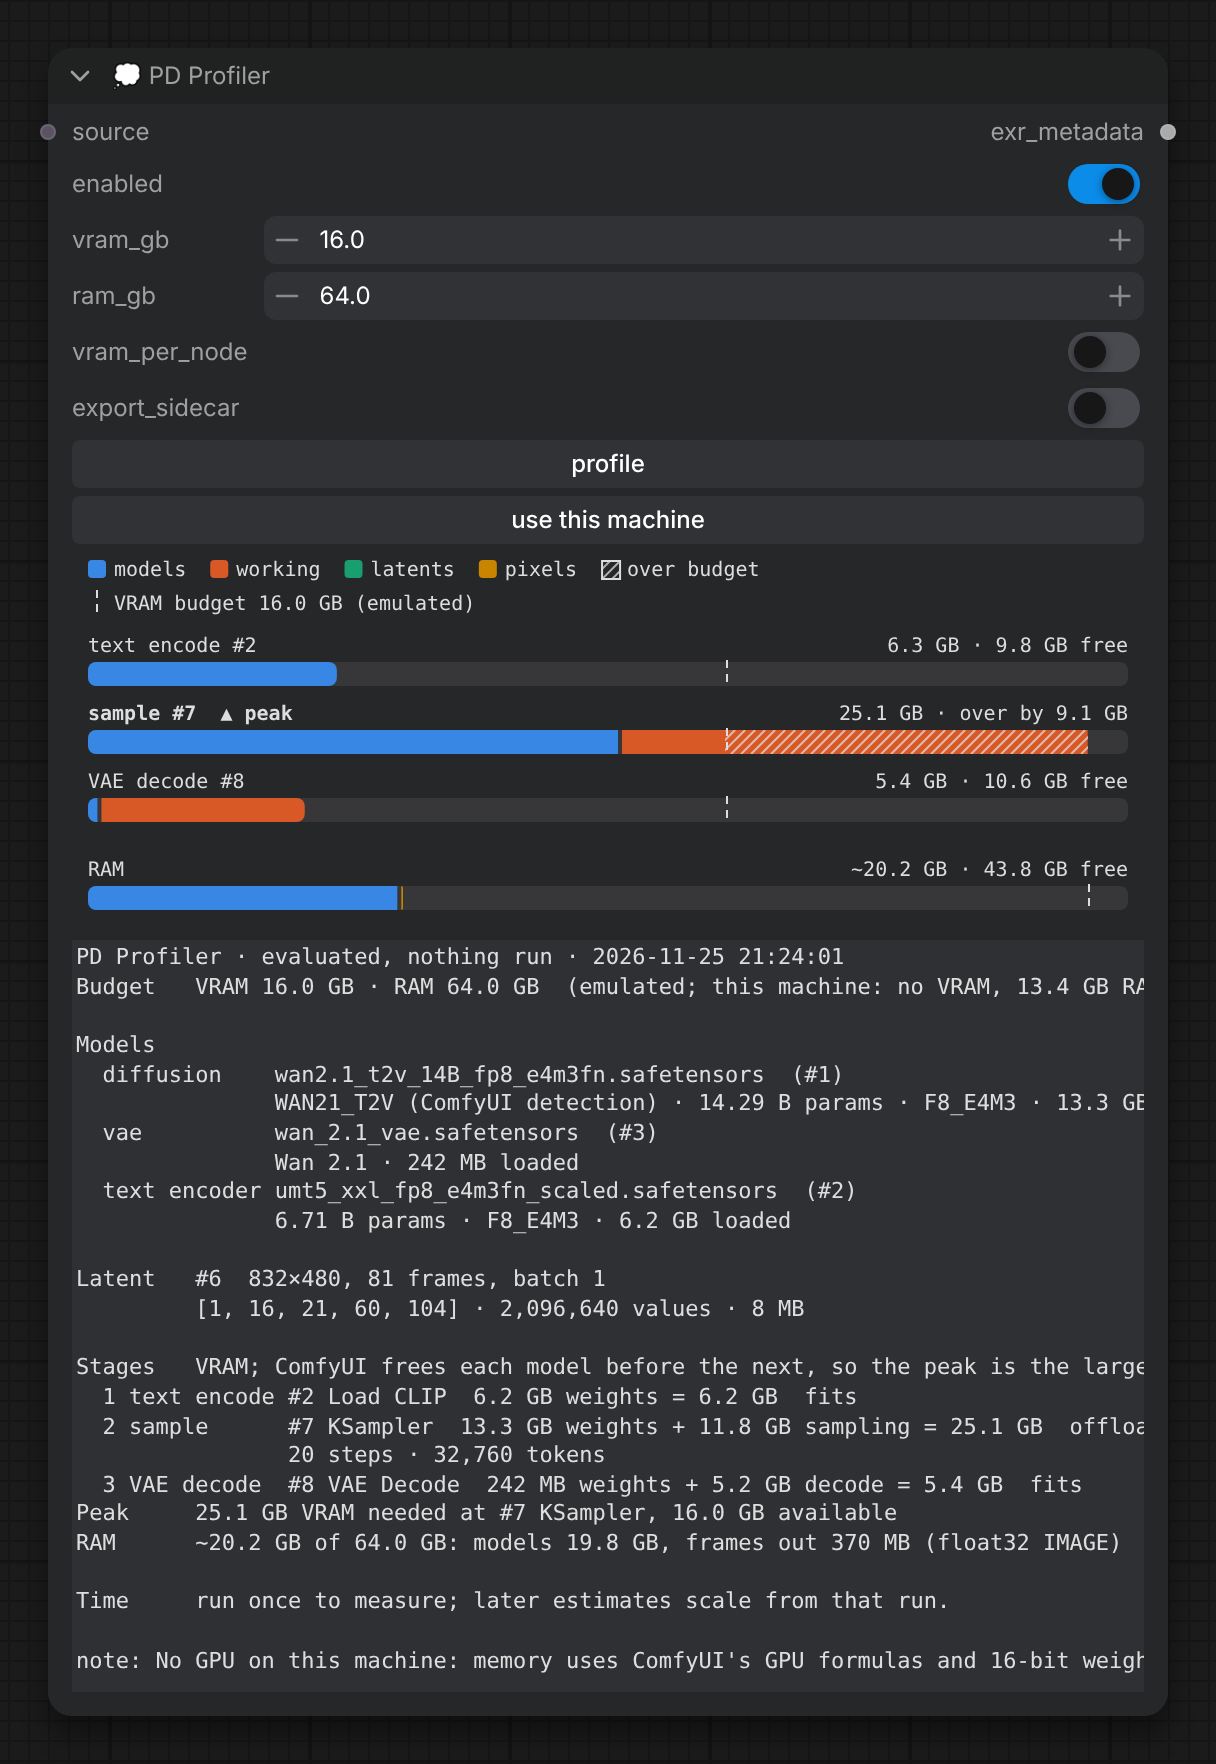 PD Profiler
source
exr_metadata
enabled
vram_gb
16.0
ram_gb
64.0
vram_per_node
export_sidecar
profile
use this machine
models working latents pixels over budget
VRAM budget 16.0 GB (emulated)
text encode #2 6.3 GB · 9.8 GB free
sample #7 ▲ peak 25.1 GB · over by 9.1 GB
VAE decode #8 5.4 GB · 10.6 GB free
RAM ~20.2 GB · 43.8 GB free
PD Profiler · evaluated, nothing run · 2026-11-25 21:24:01
Budget VRAM 16.0 GB · RAM 64.0 GB (emulated; this machine: no VRAM, 13.4 GB RA
Models
diffusion wan2.1_t2v_14B_fp8_e4m3fn.safetensors (#1)
WAN21_T2V (ComfyUI detection) · 14.29 B params · F8_E4M3 · 13.3 GB
vae wan_2.1_vae.safetensors (#3)
Wan 2.1 · 242 MB loaded
text encoder umt5_xxl_fp8_e4m3fn_scaled.safetensors (#2)
6.71 B params · F8_E4M3 · 6.2 GB loaded
Latent #6 832×480, 81 frames, batch 1
[1, 16, 21, 60, 104] · 2,096,640 values · 8 MB
Stages VRAM; ComfyUI frees each model before the next, so the peak is the large
1 text encode #2 Load CLIP 6.2 GB weights = 6.2 GB fits
2 sample #7 KSampler 13.3 GB weights + 11.8 GB sampling = 25.1 GB offloa
20 steps · 32,760 tokens
3 VAE decode #8 VAE Decode 242 MB weights + 5.2 GB decode = 5.4 GB fits
Peak 25.1 GB VRAM needed at #7 KSampler, 16.0 GB available
RAM ~20.2 GB of 64.0 GB: models 19.8 GB, frames out 370 MB (float32 IMAGE)
Time run once to measure; later estimates scale from that run.
note: No GPU on this machine: memory uses ComfyUI's GPU formulas and 16-bit weigh